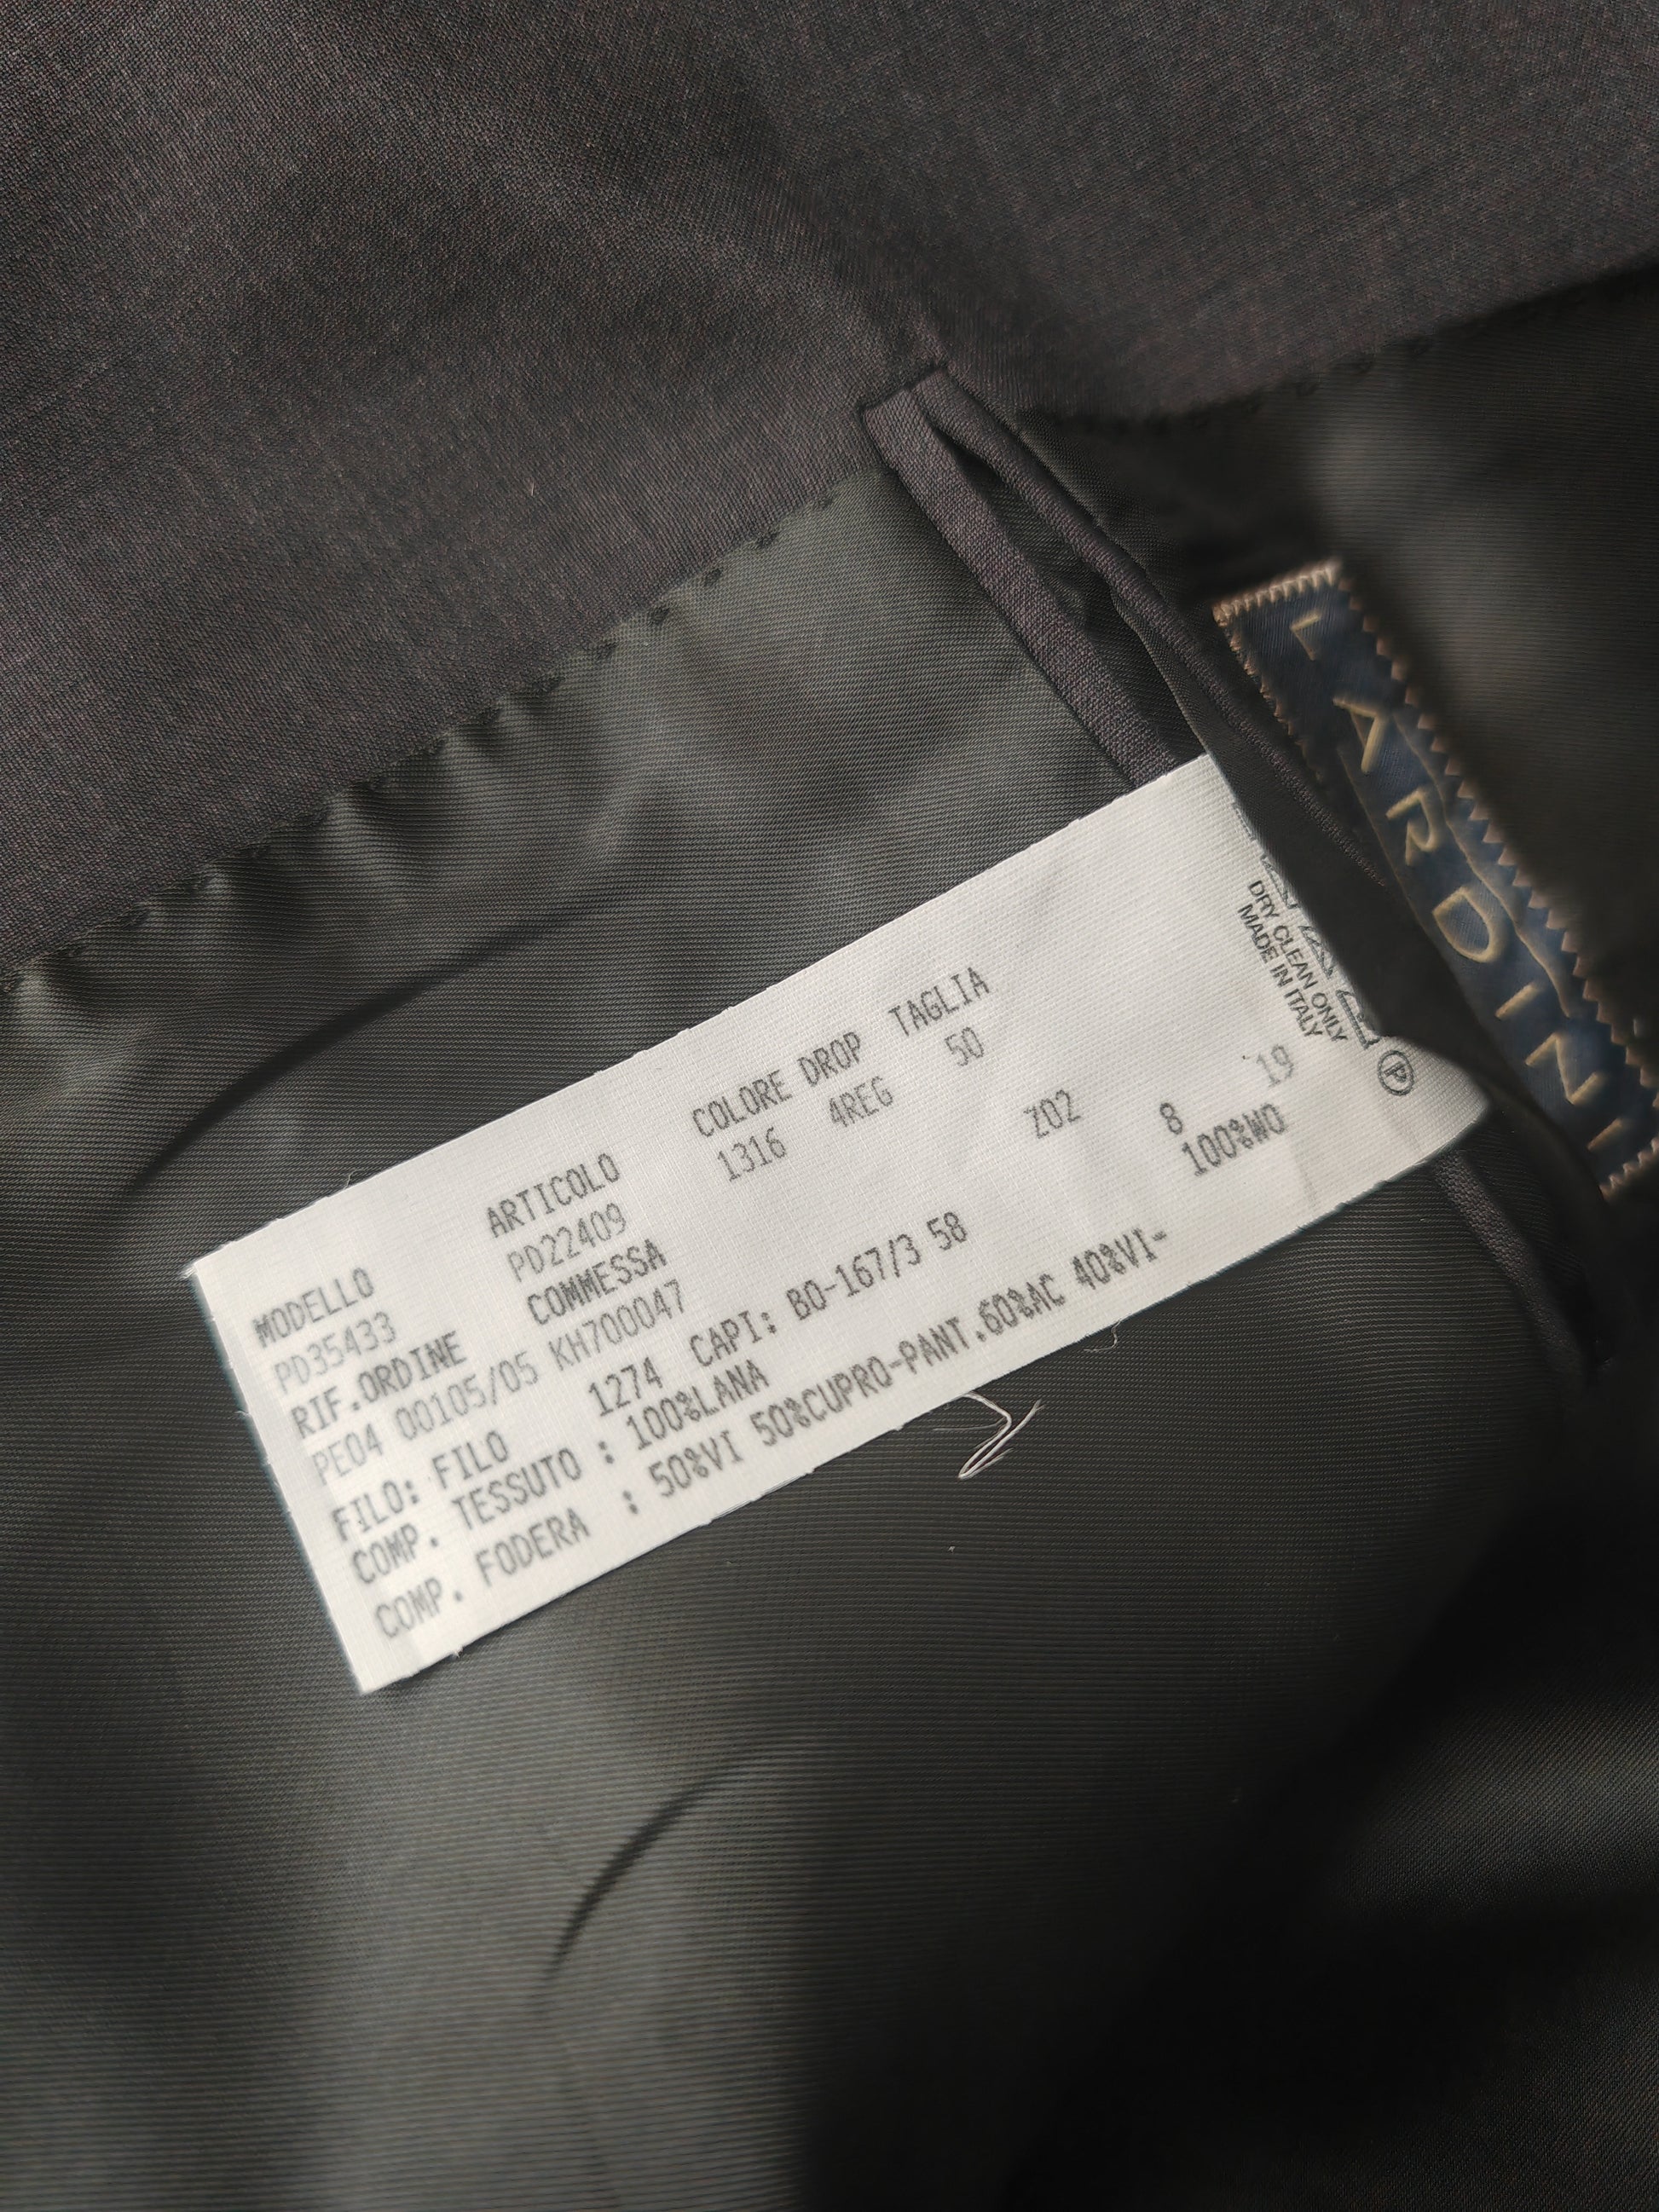 MODELLO ARTICOLO COLORE DROP TAGLIA
PD35433 PD22409 1316 4REG 50
RIF.ORDINE COMMESSA
PE04 00105/05 KH700047 Z02
FILO: FILO 1274 CAPI: BO-167/3 58 8 19
COMP. TESSUTO : 100%LANA 100%WO
COMP. FODERA : 50%VI 50%CUPRO-PANT.60%AC 40%VI-
DRY CLEAN ONLY
MADE IN ITALY
P
LARDINI